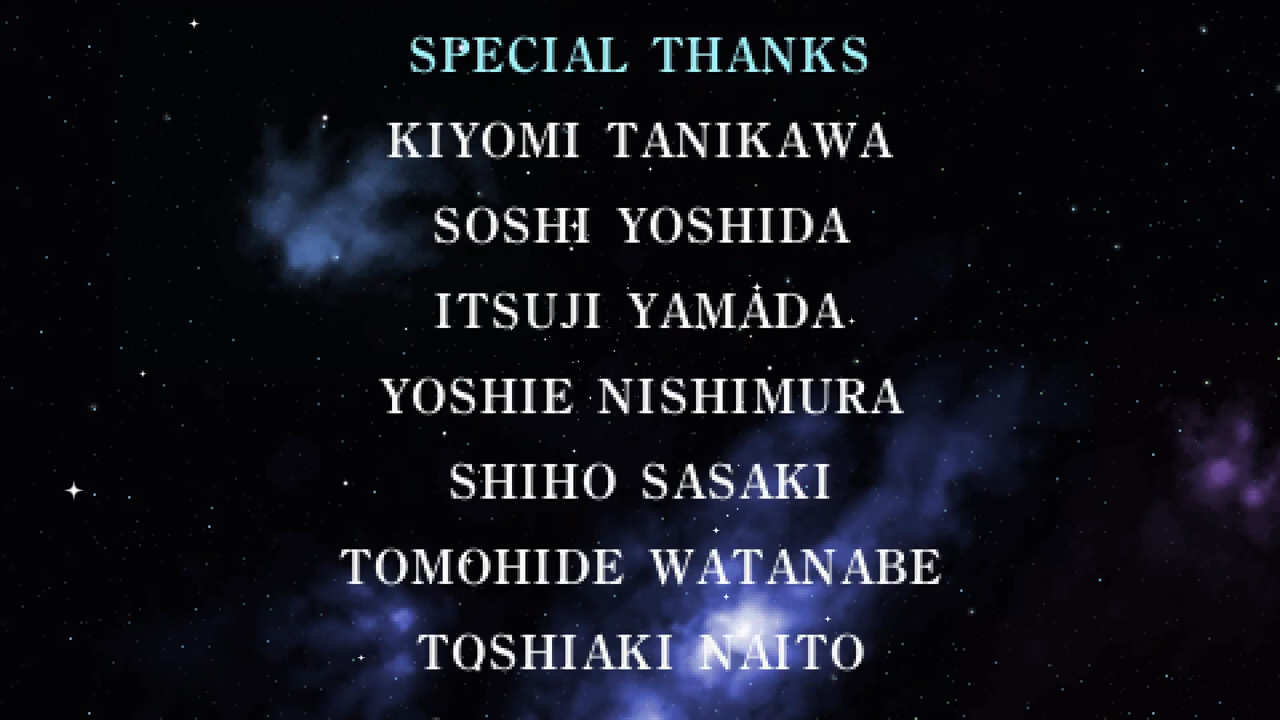 SPECIAL THANKS
KIYOMI TANIKAWA
SOSHI YOSHIDA
ITSUJI YAMADA
YOSHIE NISHIMURA
SHIHO SASAKI
TOMOHIDE WATANABE
TOSHIAKI NAITO